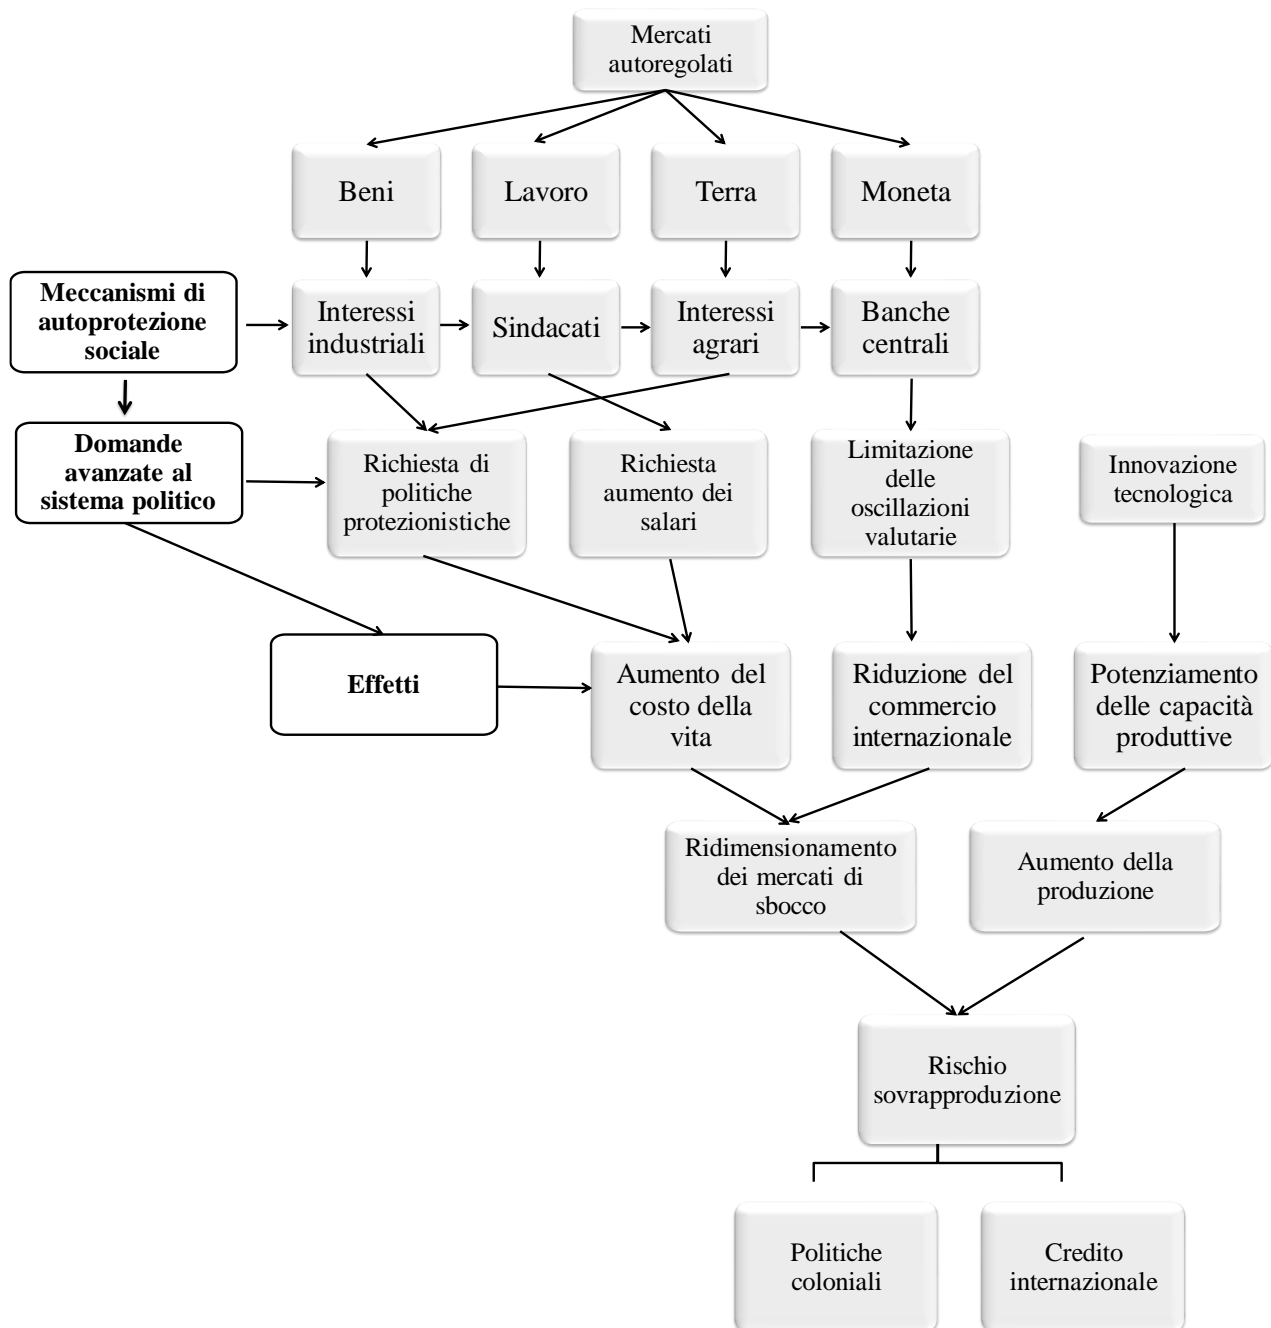 Mercati
autoregolati
Beni
Lavoro
Terra
Moneta
Meccanismi di
autoprotezione
sociale
Interessi
industriali
Sindacati
Interessi
agrari
Banche
centrali
Domande
avanzate al
sistema politico
Richiesta di
politiche
protezionistiche
Richiesta
aumento dei
salari
Limitazione
delle
oscillazioni
valutarie
Innovazione
tecnologica
Effetti
Aumento del
costo della
vita
Riduzione del
commercio
internazionale
Potenziamento
delle capacità
produttive
Ridimensionamento
dei mercati di
sbocco
Aumento della
produzione
Rischio
sovrapproduzione
Politiche
coloniali
Credito
internazionale